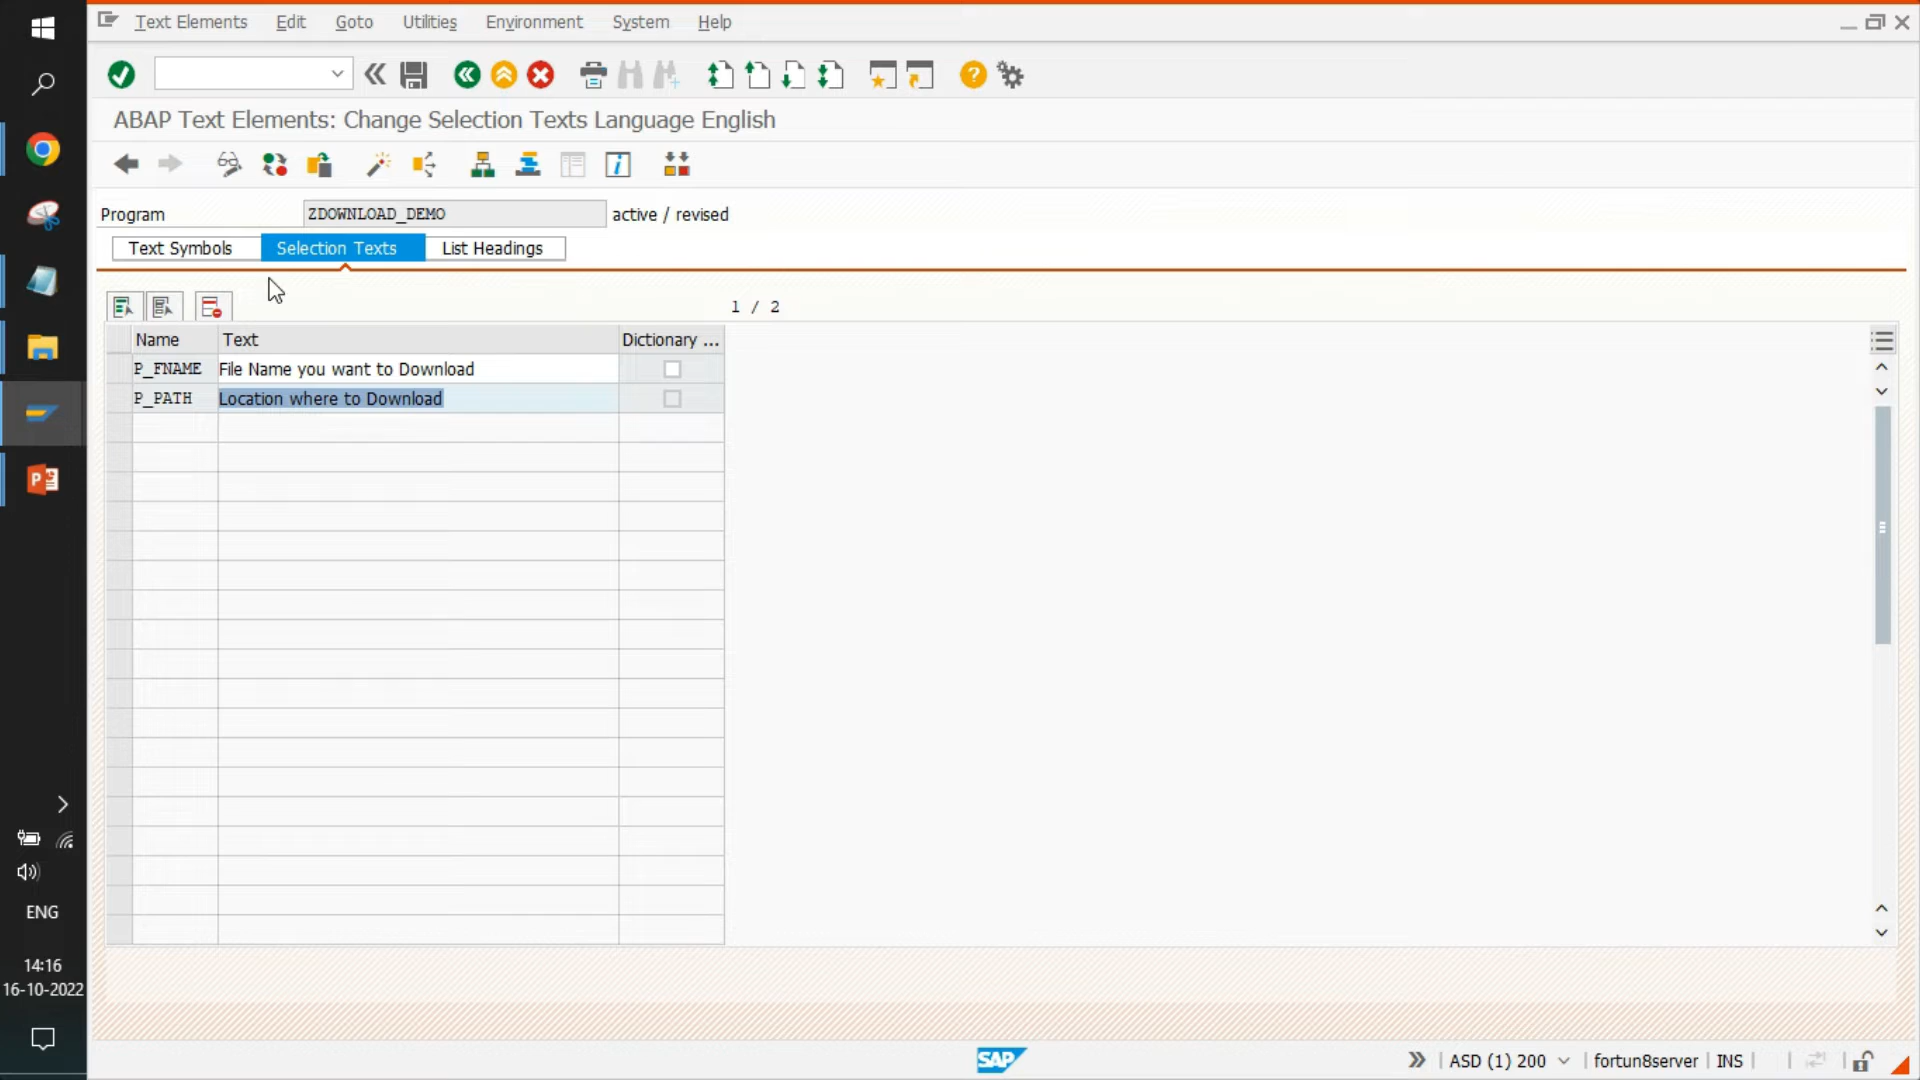 Text Elements Edit Goto Utilities Environment System Help
ABAP Text Elements: Change Selection Texts Language English
Program ZDOWNLOAD_DEMO active / revised
Text Symbols Selection Texts List Headings
1 / 2
Name Text Dictionary ...
P_FNAME File Name you want to Download
P_PATH Location where to Download
ENG
14:16
16-10-2022
SAP ASD (1) 200 fortun8server INS